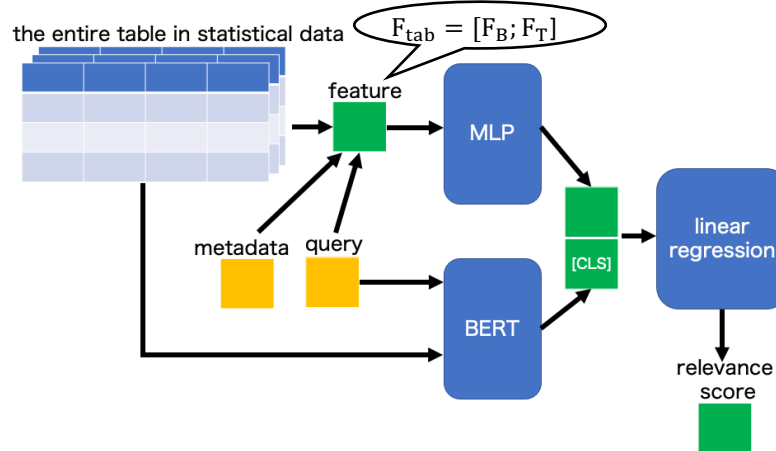 the entire table in statistical data
F_tab = [F_B; F_T]
feature
MLP
metadata
query
[CLS]
linear
regression
BERT
relevance
score